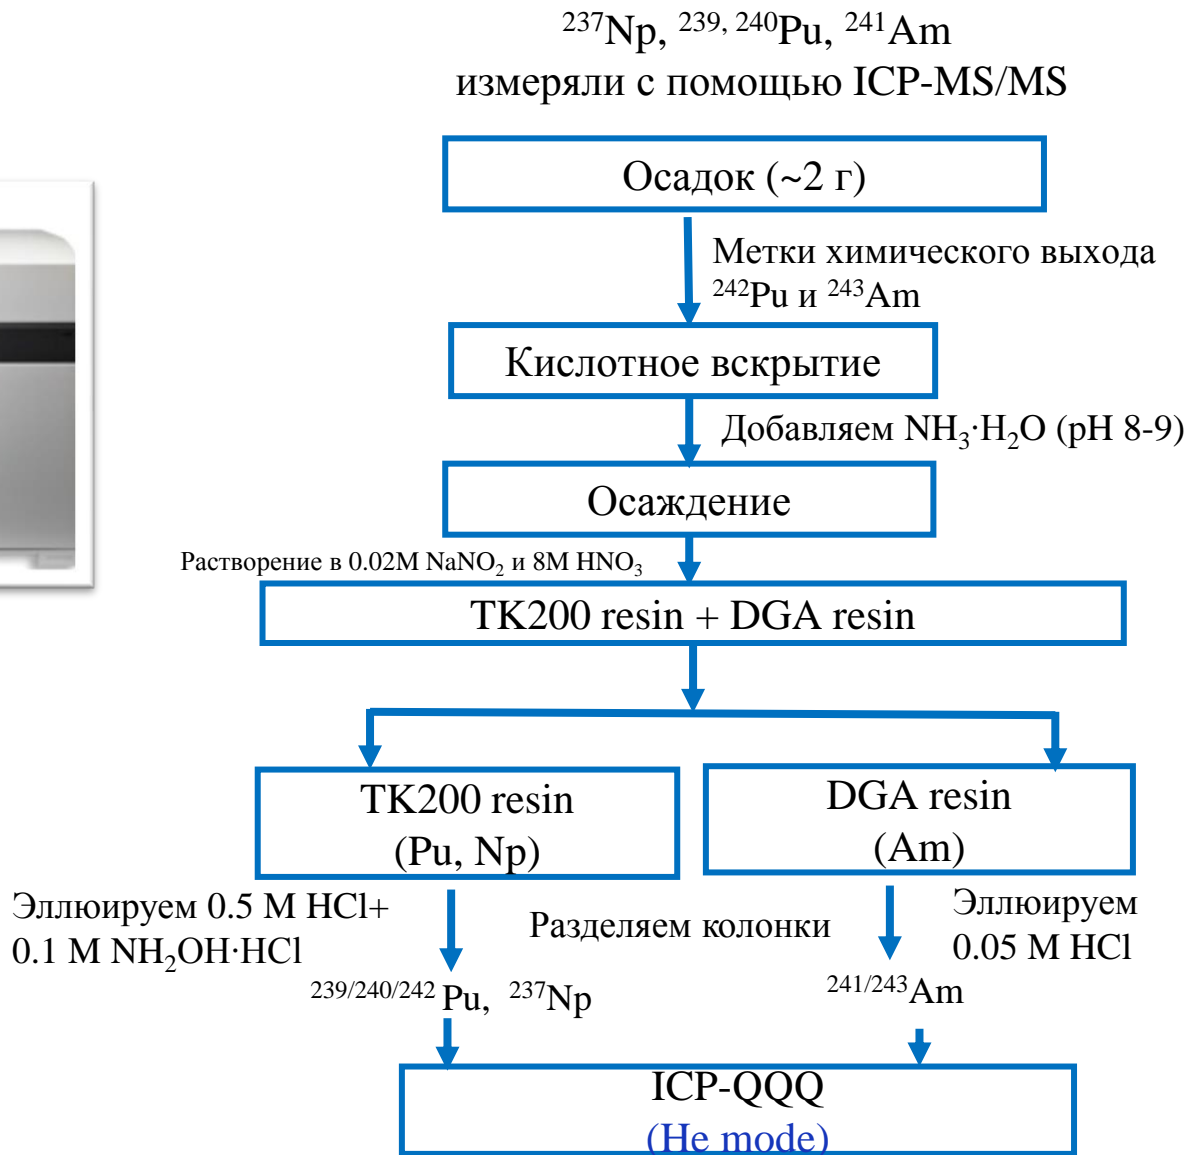 ²³⁷Np, ²³⁹, ²⁴⁰Pu, ²⁴¹Am
измеряли с помощью ICP-MS/MS
Осадок (~2 г)
Метки химического выхода
²⁴²Pu и ²⁴³Am
Кислотное вскрытие
Добавляем NH₃·H₂O (pH 8-9)
Осаждение
Растворение в 0.02М NaNO₂ и 8М HNO₃
TK200 resin + DGA resin
TK200 resin
(Pu, Np)
DGA resin
(Am)
Эллюируем 0.5 М HCl+
0.1 М NH₂OH·HCl
Разделяем колонки
Эллюируем
0.05 М HCl
²³⁹/²⁴⁰/²⁴² Pu, ²³⁷Np
²⁴¹/²⁴³Am
ICP-QQQ
(He mode)